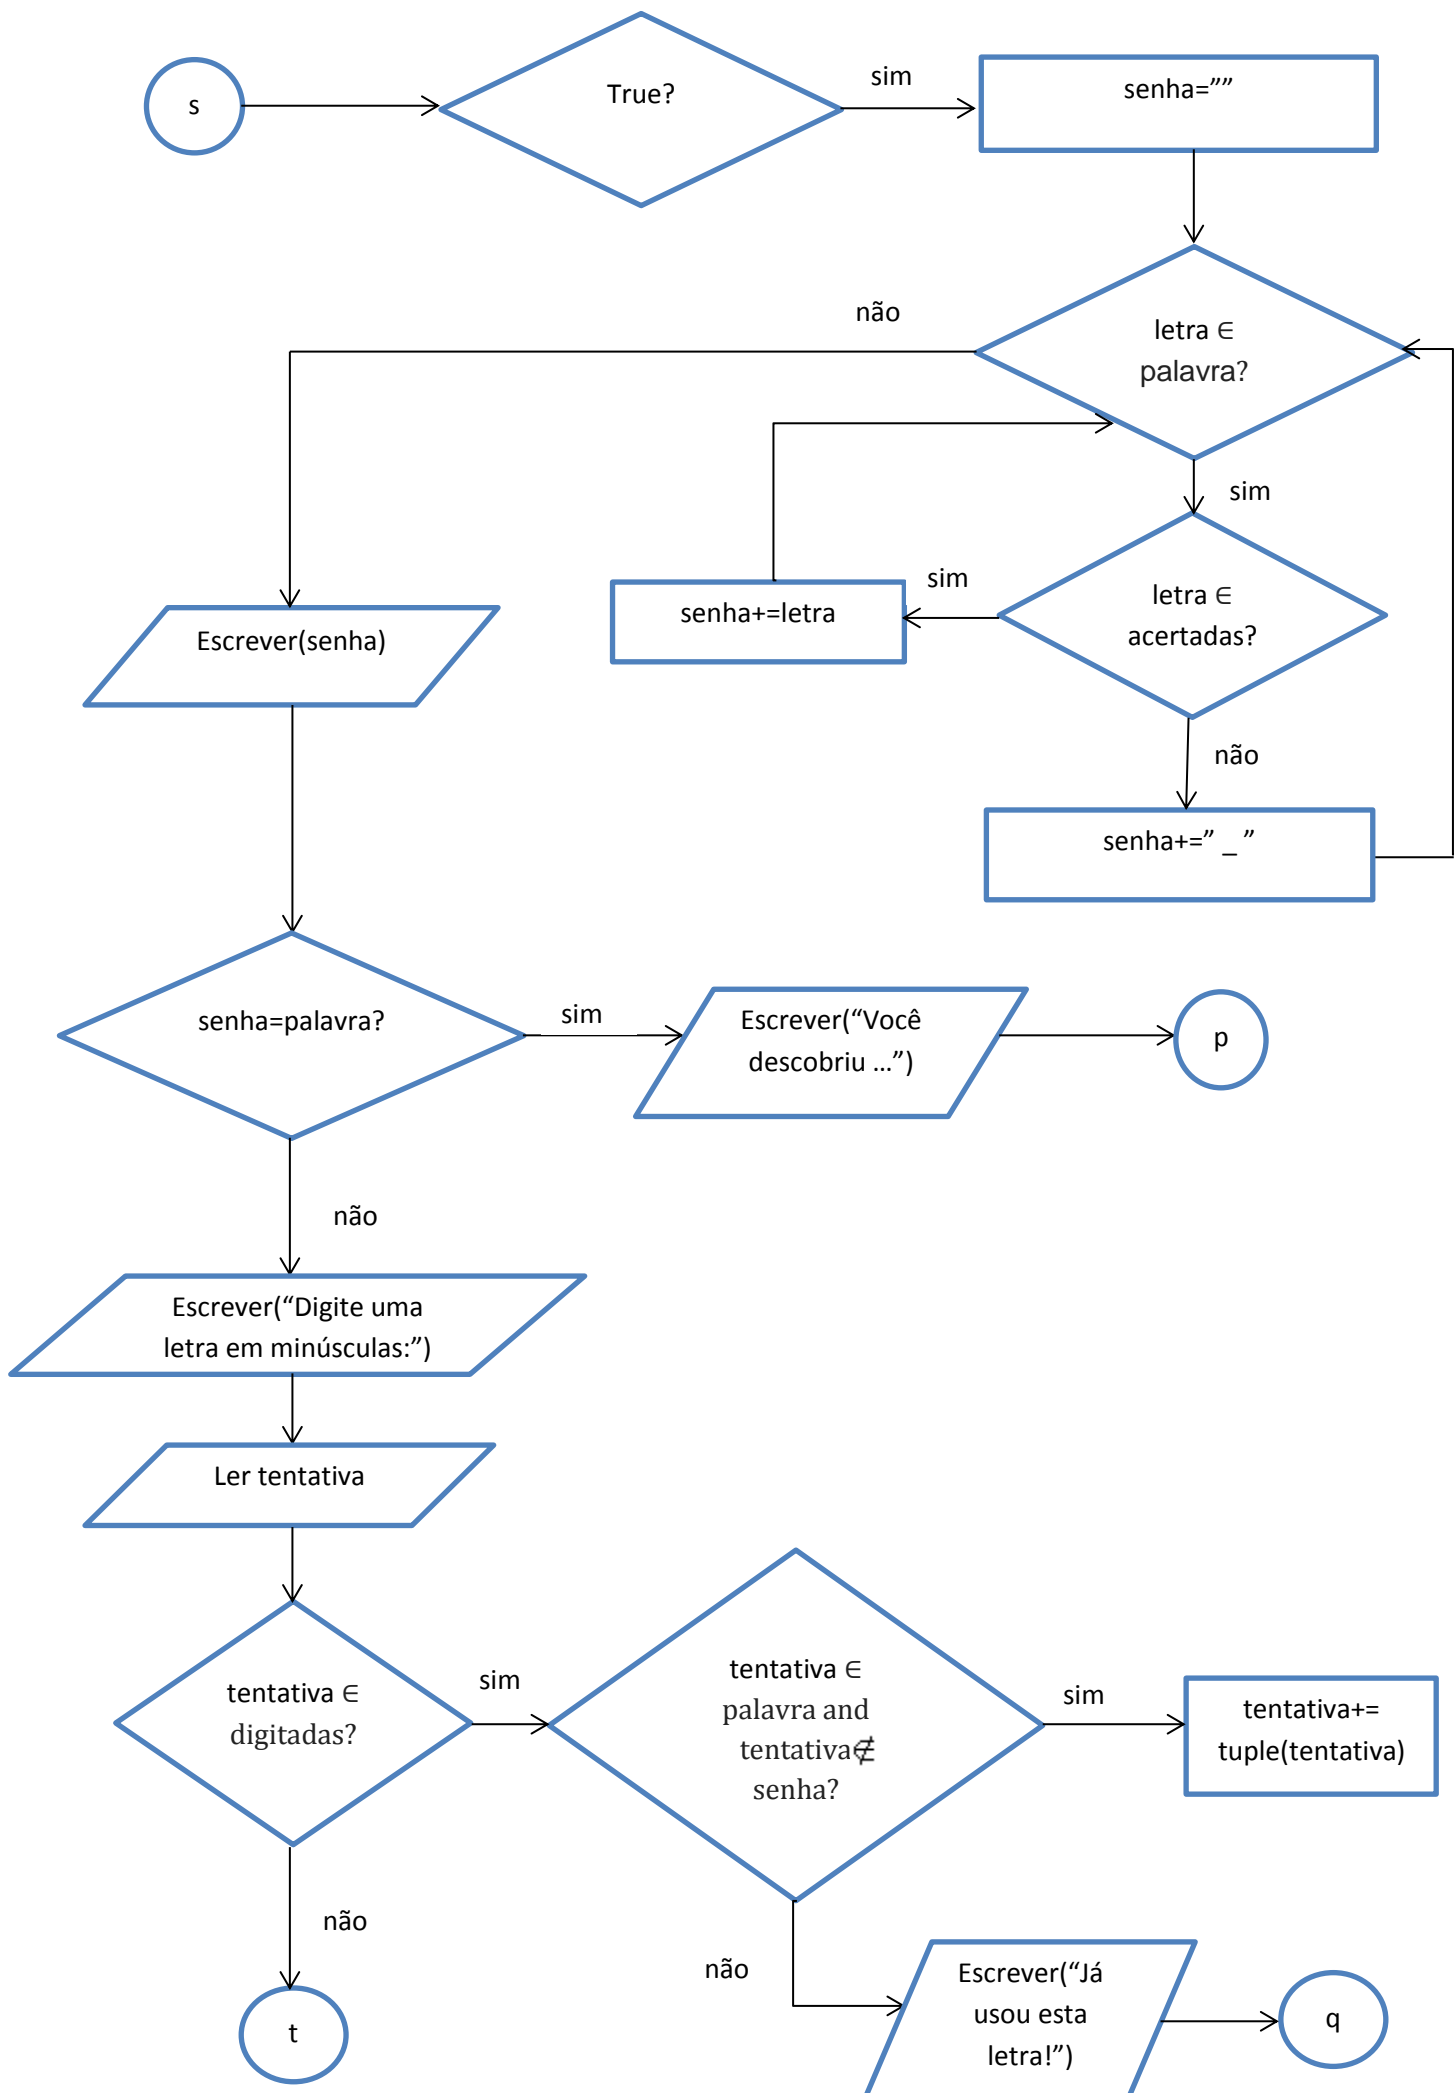 s
True?
sim
senha=””
não
letra ∈
palavra?
sim
letra ∈
acertadas?
sim
senha+=letra
não
senha+=” _ ”
Escrever(senha)
senha=palavra?
sim
Escrever(“Você
descobriu ...”)
p
não
Escrever(“Digite uma
letra em minúsculas:”)
Ler tentativa
tentativa ∈
digitadas?
sim
tentativa ∈
palavra and
tentativa∉
senha?
sim
tentativa+=
tuple(tentativa)
não
t
não
Escrever(“Já
usou esta
letra!”)
q